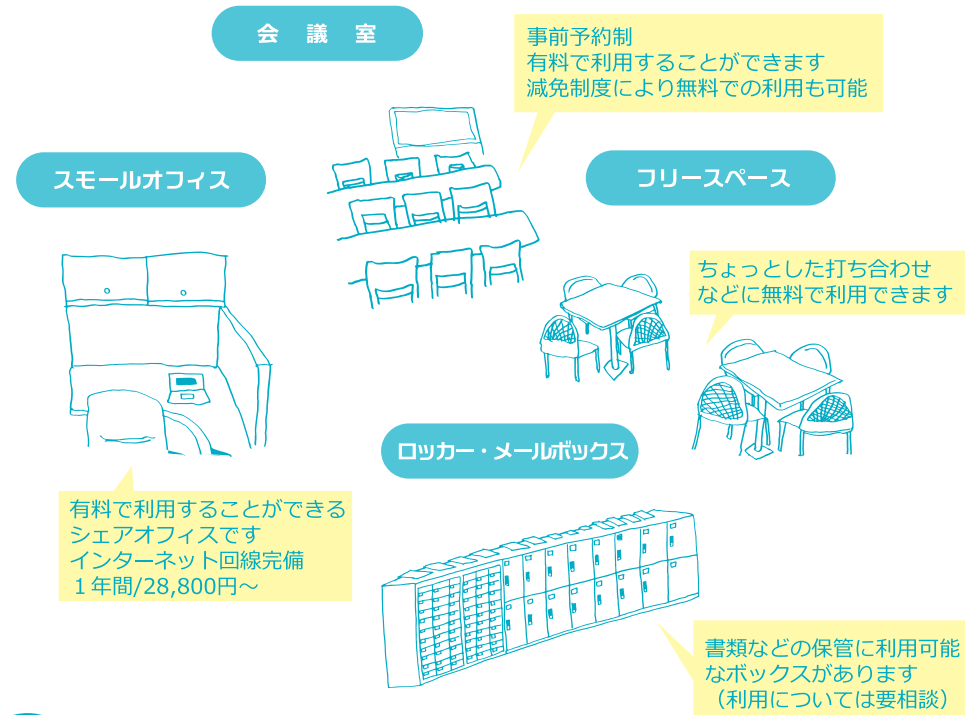 会議室
事前予約制
有料で利用することができます
減免制度により無料での利用も可能
スモールオフィス
フリースペース
ちょっとした打ち合わせ
などに無料で利用できます
ロッカー・メールボックス
有料で利用することができる
シェアオフィスです
インターネット回線完備
1年間/28,800円~
書類などの保管に利用可能
なボックスがあります
(利用については要相談)